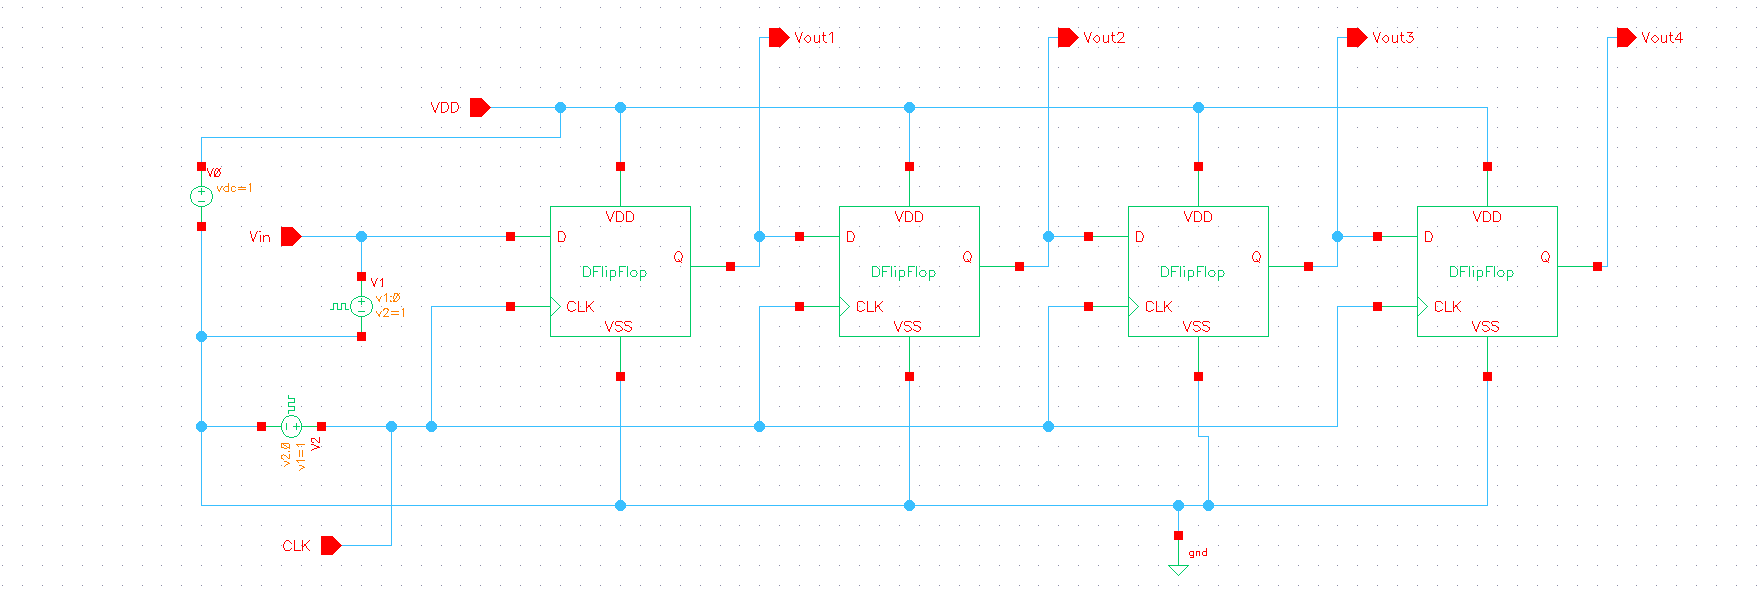 Vout1
Vout2
Vout3
Vout4
VDD
V0
vdc=1
VDD
VDD
VDD
VDD
Vin
D
D
D
D
Q
Q
Q
Q
DFlipFlop
DFlipFlop
DFlipFlop
DFlipFlop
V1
v1:0
v2=1
CLK
CLK
CLK
CLK
VSS
VSS
VSS
VSS
v2:0
v1=1
V2
CLK
gnd